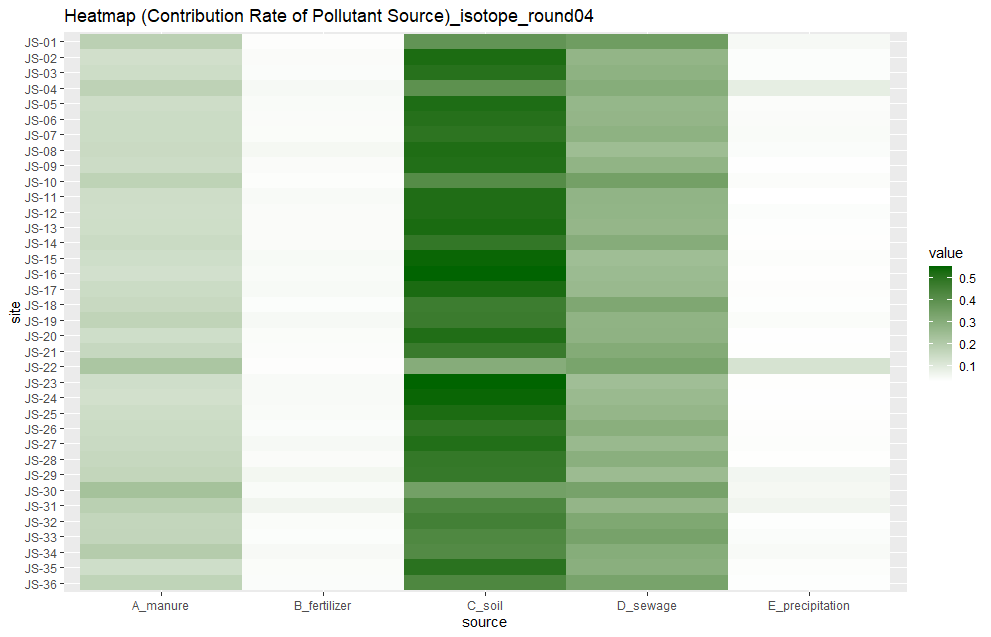 Heatmap (Contribution Rate of Pollutant Source)_isotope_round04
JS-01
JS-02
JS-03
JS-04
JS-05
JS-06
JS-07
JS-08
JS-09
JS-10
JS-11
JS-12
JS-13
JS-14
JS-15
JS-16
JS-17
JS-18
JS-19
JS-20
JS-21
JS-22
JS-23
JS-24
JS-25
JS-26
JS-27
JS-28
JS-29
JS-30
JS-31
JS-32
JS-33
JS-34
JS-35
JS-36
site
A_manure
B_fertilizer
C_soil
D_sewage
E_precipitation
source
value
0.5
0.4
0.3
0.2
0.1